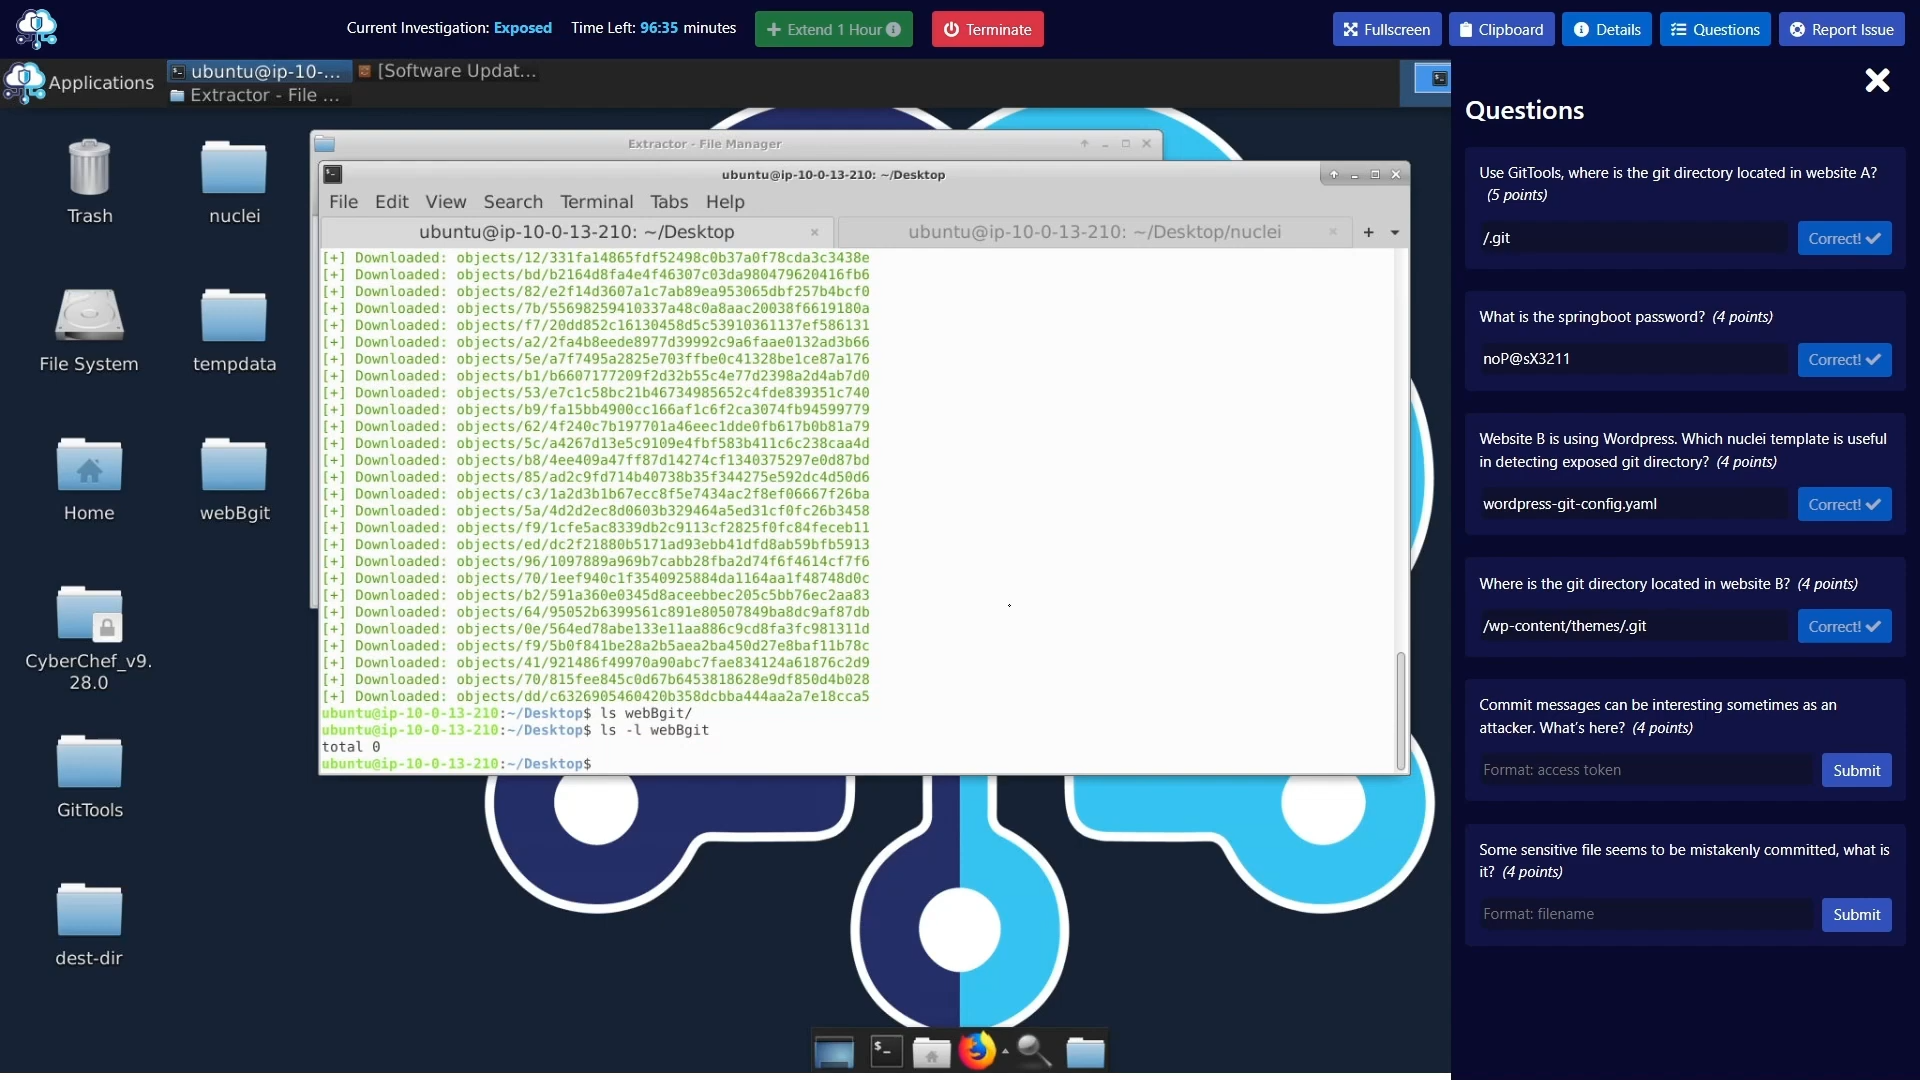 Current Investigation: Exposed
Time Left: 96:35 minutes
Extend 1 Hour
Terminate
Fullscreen
Clipboard
Details
Questions
Report Issue
Applications
ubuntu@ip-10-...
[Software Updat...
Extractor - File ...
Trash
nuclei
File System
tempdata
Home
webBgit
CyberChef_v9.
28.0
GitTools
dest-dir
Extractor - File Manager
ubuntu@ip-10-0-13-210: ~/Desktop
File Edit View Search Terminal Tabs Help
ubuntu@ip-10-0-13-210: ~/Desktop
ubuntu@ip-10-0-13-210: ~/Desktop/nuclei
[+] Downloaded: objects/12/331fa14865fdf52498c0b37a0f78cda3c3438e
[+] Downloaded: objects/bd/b2164d8fa4e4f46307c03da980479620416fb6
[+] Downloaded: objects/82/e2f14d3607a1c7ab89ea953065dbf257b4bcf0
[+] Downloaded: objects/7b/55698259410337a48c0a8aac20038f6619180a
[+] Downloaded: objects/f7/20dd852c16130458d5c53910361137ef586131
[+] Downloaded: objects/a2/2fa4b8eede8977d39992c9a6faae0132ad3b66
[+] Downloaded: objects/5e/a7f7495a2825e703ffbe0c41328be1ce87a176
[+] Downloaded: objects/b1/b6607177209f2d32b55c4e77d2398a2d4ab7d0
[+] Downloaded: objects/53/e7c1c58bc21b46734985652c4fde839351c740
[+] Downloaded: objects/b9/fa15bb4900cc166af1c6f2ca3074fb94599779
[+] Downloaded: objects/62/4f240c7b197701a46eec1dde0fb617b0b81a79
[+] Downloaded: objects/5c/a4267d13e5c9109e4fbf583b411c6c238caa4d
[+] Downloaded: objects/b8/4ee409a47ff87d14274cf1340375297e0d87bd
[+] Downloaded: objects/85/ad2c9fd714b40738b35f344275e592dc4d50d6
[+] Downloaded: objects/c3/1a2d3b1b67ecc8f5e7434ac2f8ef06667f26ba
[+] Downloaded: objects/5a/4d2d2ec8d0603b329464a5ed31cf0fc26b3458
[+] Downloaded: objects/f9/1cfe5ac8339db2c9113cf2825f0fc84feceb11
[+] Downloaded: objects/ed/dc2f21880b5171ad93ebb41dfd8ab59bfb5913
[+] Downloaded: objects/96/1097889a969b7cabb28fba2d74f6f4614cf7f6
[+] Downloaded: objects/70/1eef940c1f3540925884da1164aa1f48748d0c
[+] Downloaded: objects/b2/591a360e0345d8aceebbec205c5bb76ec2aa83
[+] Downloaded: objects/64/95052b6399561c891e80507849ba8dc9af87db
[+] Downloaded: objects/0e/564ed78abe133e11aa886c9cd8fa3fc981311d
[+] Downloaded: objects/f9/5b0f841be28a2b5aea2ba450d27e8baf11b78c
[+] Downloaded: objects/41/921486f49970a90abc7fae834124a61876c2d9
[+] Downloaded: objects/70/815fee845c0d67b6453818628e9df850d4b028
[+] Downloaded: objects/dd/c6326905460420b358dcbba444aa2a7e18cca5
ubuntu@ip-10-0-13-210:~/Desktop$ ls webBgit/
ubuntu@ip-10-0-13-210:~/Desktop$ ls -l webBgit
total 0
ubuntu@ip-10-0-13-210:~/Desktop$
Questions
Use GitTools, where is the git directory located in website A?
(5 points)
/.git
Correct!
What is the springboot password? (4 points)
noP@sX3211
Correct!
Website B is using Wordpress. Which nuclei template is useful
in detecting exposed git directory? (4 points)
wordpress-git-config.yaml
Correct!
Where is the git directory located in website B? (4 points)
/wp-content/themes/.git
Correct!
Commit messages can be interesting sometimes as an
attacker. What's here? (4 points)
Format: access token
Submit
Some sensitive file seems to be mistakenly committed, what is
it? (4 points)
Format: filename
Submit